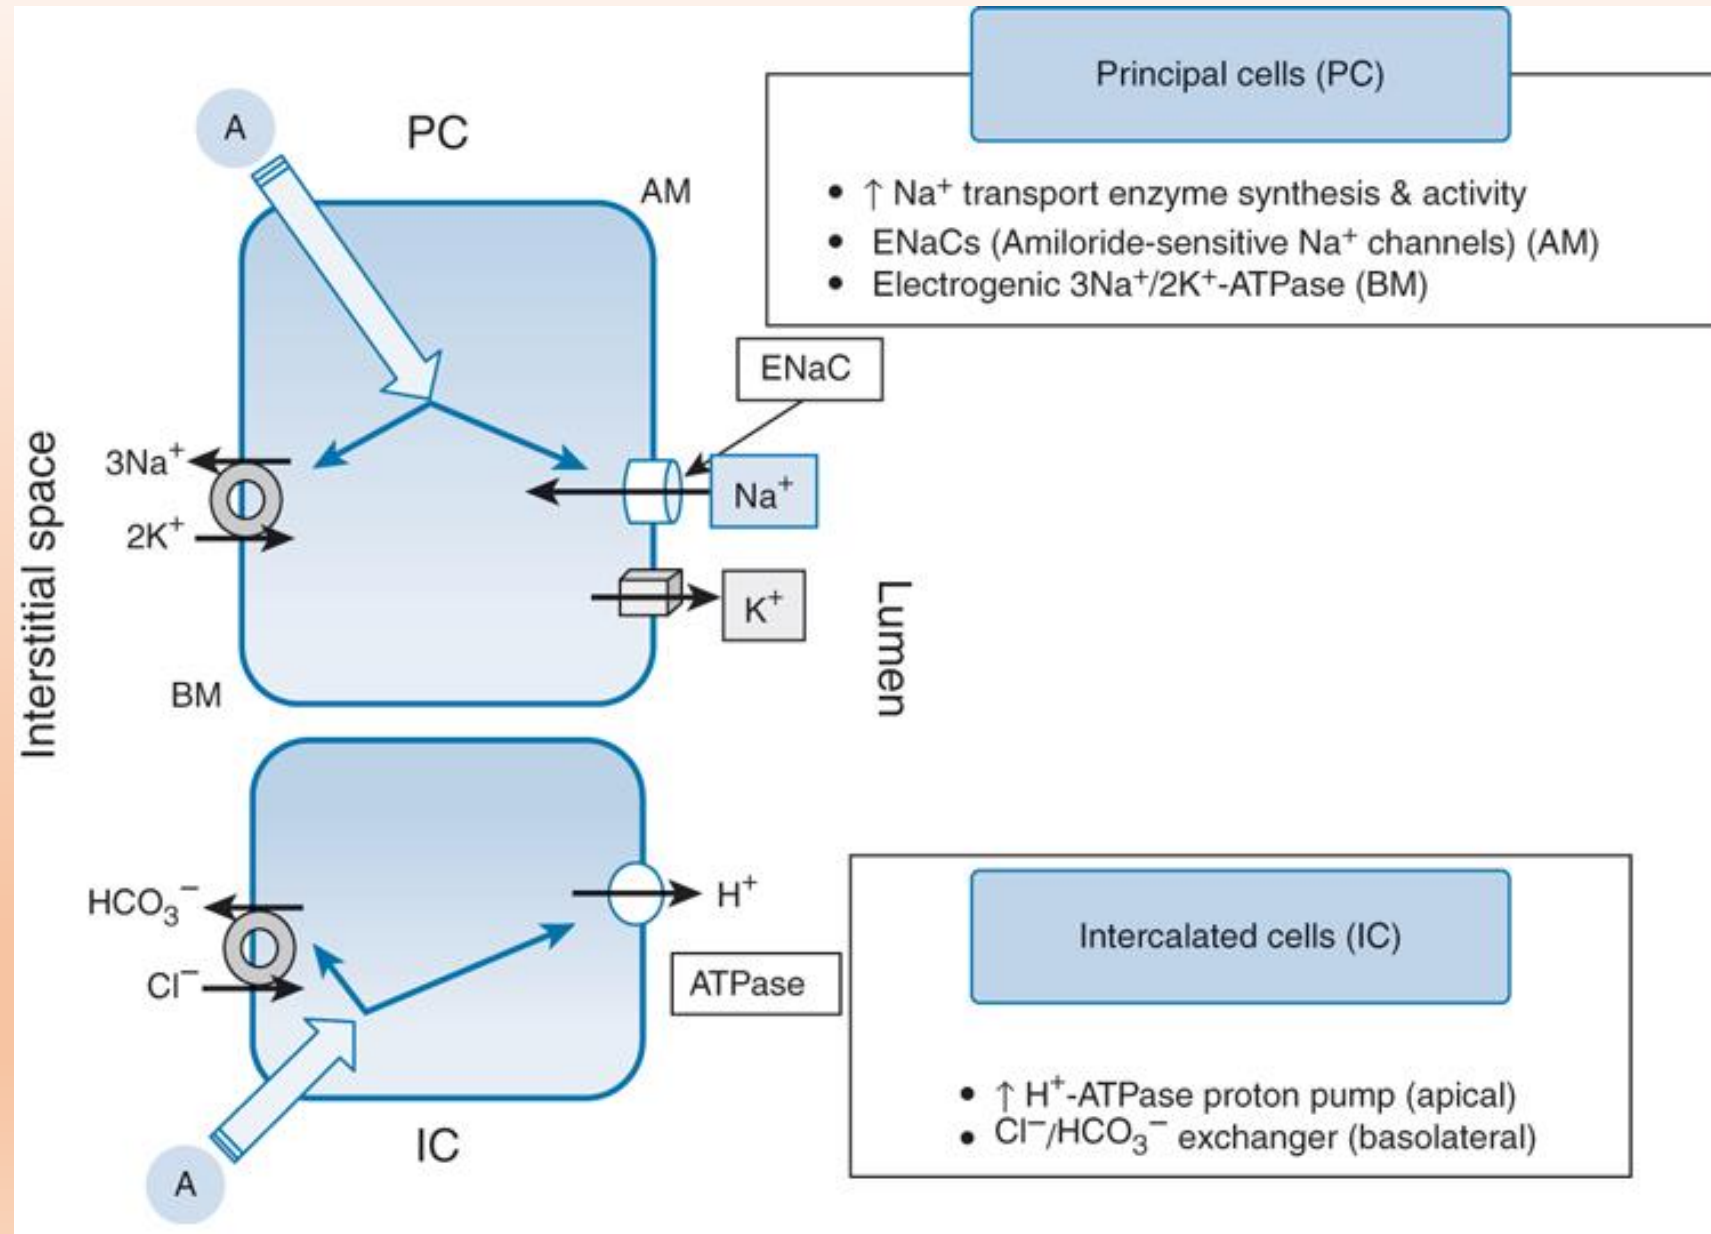 Principal cells (PC)
• ↑ Na⁺ transport enzyme synthesis & activity
• ENaCs (Amiloride-sensitive Na⁺ channels) (AM)
• Electrogenic 3Na⁺/2K⁺-ATPase (BM)
A
PC
AM
ENaC
3Na⁺
2K⁺
Na⁺
K⁺
Interstitial space
Lumen
BM
HCO₃⁻
Cl⁻
H⁺
ATPase
A
IC
Intercalated cells (IC)
• ↑ H⁺-ATPase proton pump (apical)
• Cl⁻/HCO₃⁻ exchanger (basolateral)